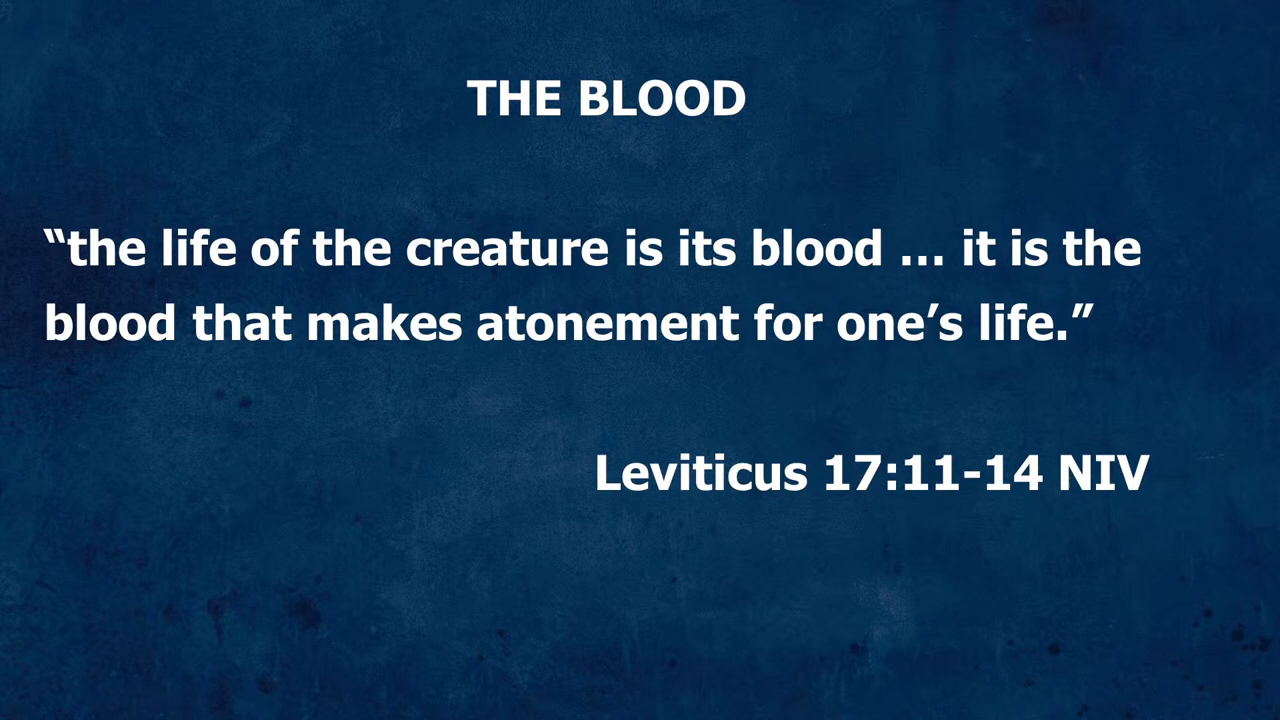 THE BLOOD
“the life of the creature is its blood … it is the
blood that makes atonement for one’s life.”
Leviticus 17:11-14 NIV